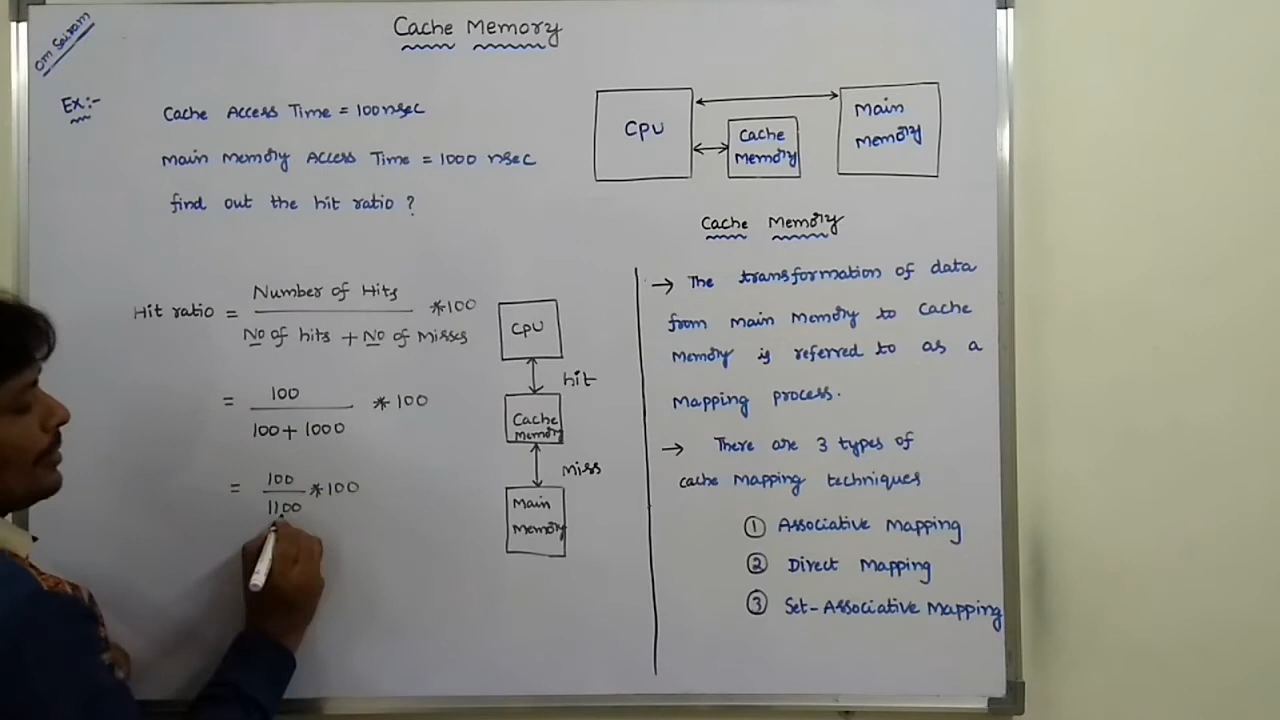 Om Sairam
Cache Memory
Ex:-
Cache Access Time = 100 nsec
Main Memory Access Time = 1000 nsec
find out the hit ratio ?
CPU
Cache
Memory
Main
Memory
Hit ratio = Number of Hits / No of hits + No of Misses * 100
= 100 / 100 + 1000 * 100
= 100 / 1100 * 100
CPU
hit
Cache
Memory
Miss
Main
Memory
Cache Memory
→ The transformation of data
from Main Memory to Cache
Memory is referred to as a
Mapping process.
→ There are 3 types of
cache Mapping techniques
① Associative Mapping
② Direct Mapping
③ Set-Associative Mapping